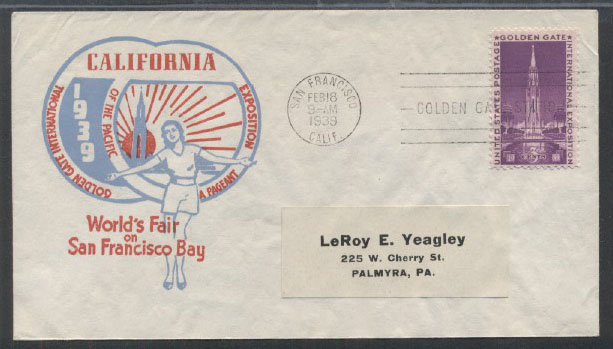 CALIFORNIA
1939
GOLDEN GATE INTERNATIONAL EXPOSITION
A PAGEANT OF THE PACIFIC
World's Fair
on
San Francisco Bay
SAN FRANCISCO
FEB 18
9-AM
1939
CALIF.
GOLDEN GA
GOLDEN GATE
INTERNATIONAL EXPOSITION
UNITED STATES POSTAGE
3
LeRoy E. Yeagley
225 W. Cherry St.
PALMYRA, PA.